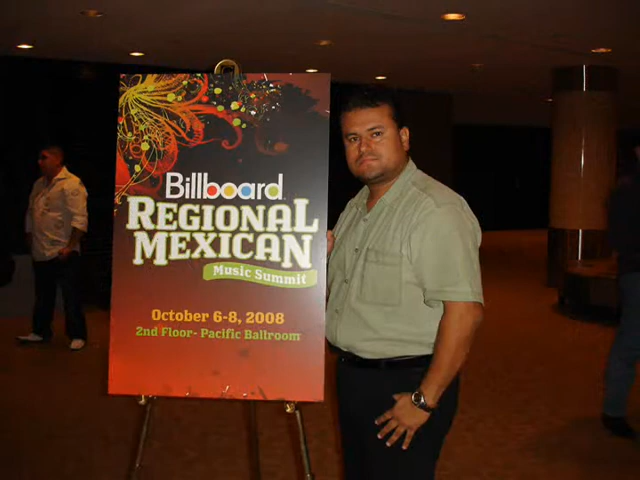 Billboard
REGIONAL
MEXICAN
Music Summit
October 6-8, 2008
2nd Floor- Pacific Ballroom